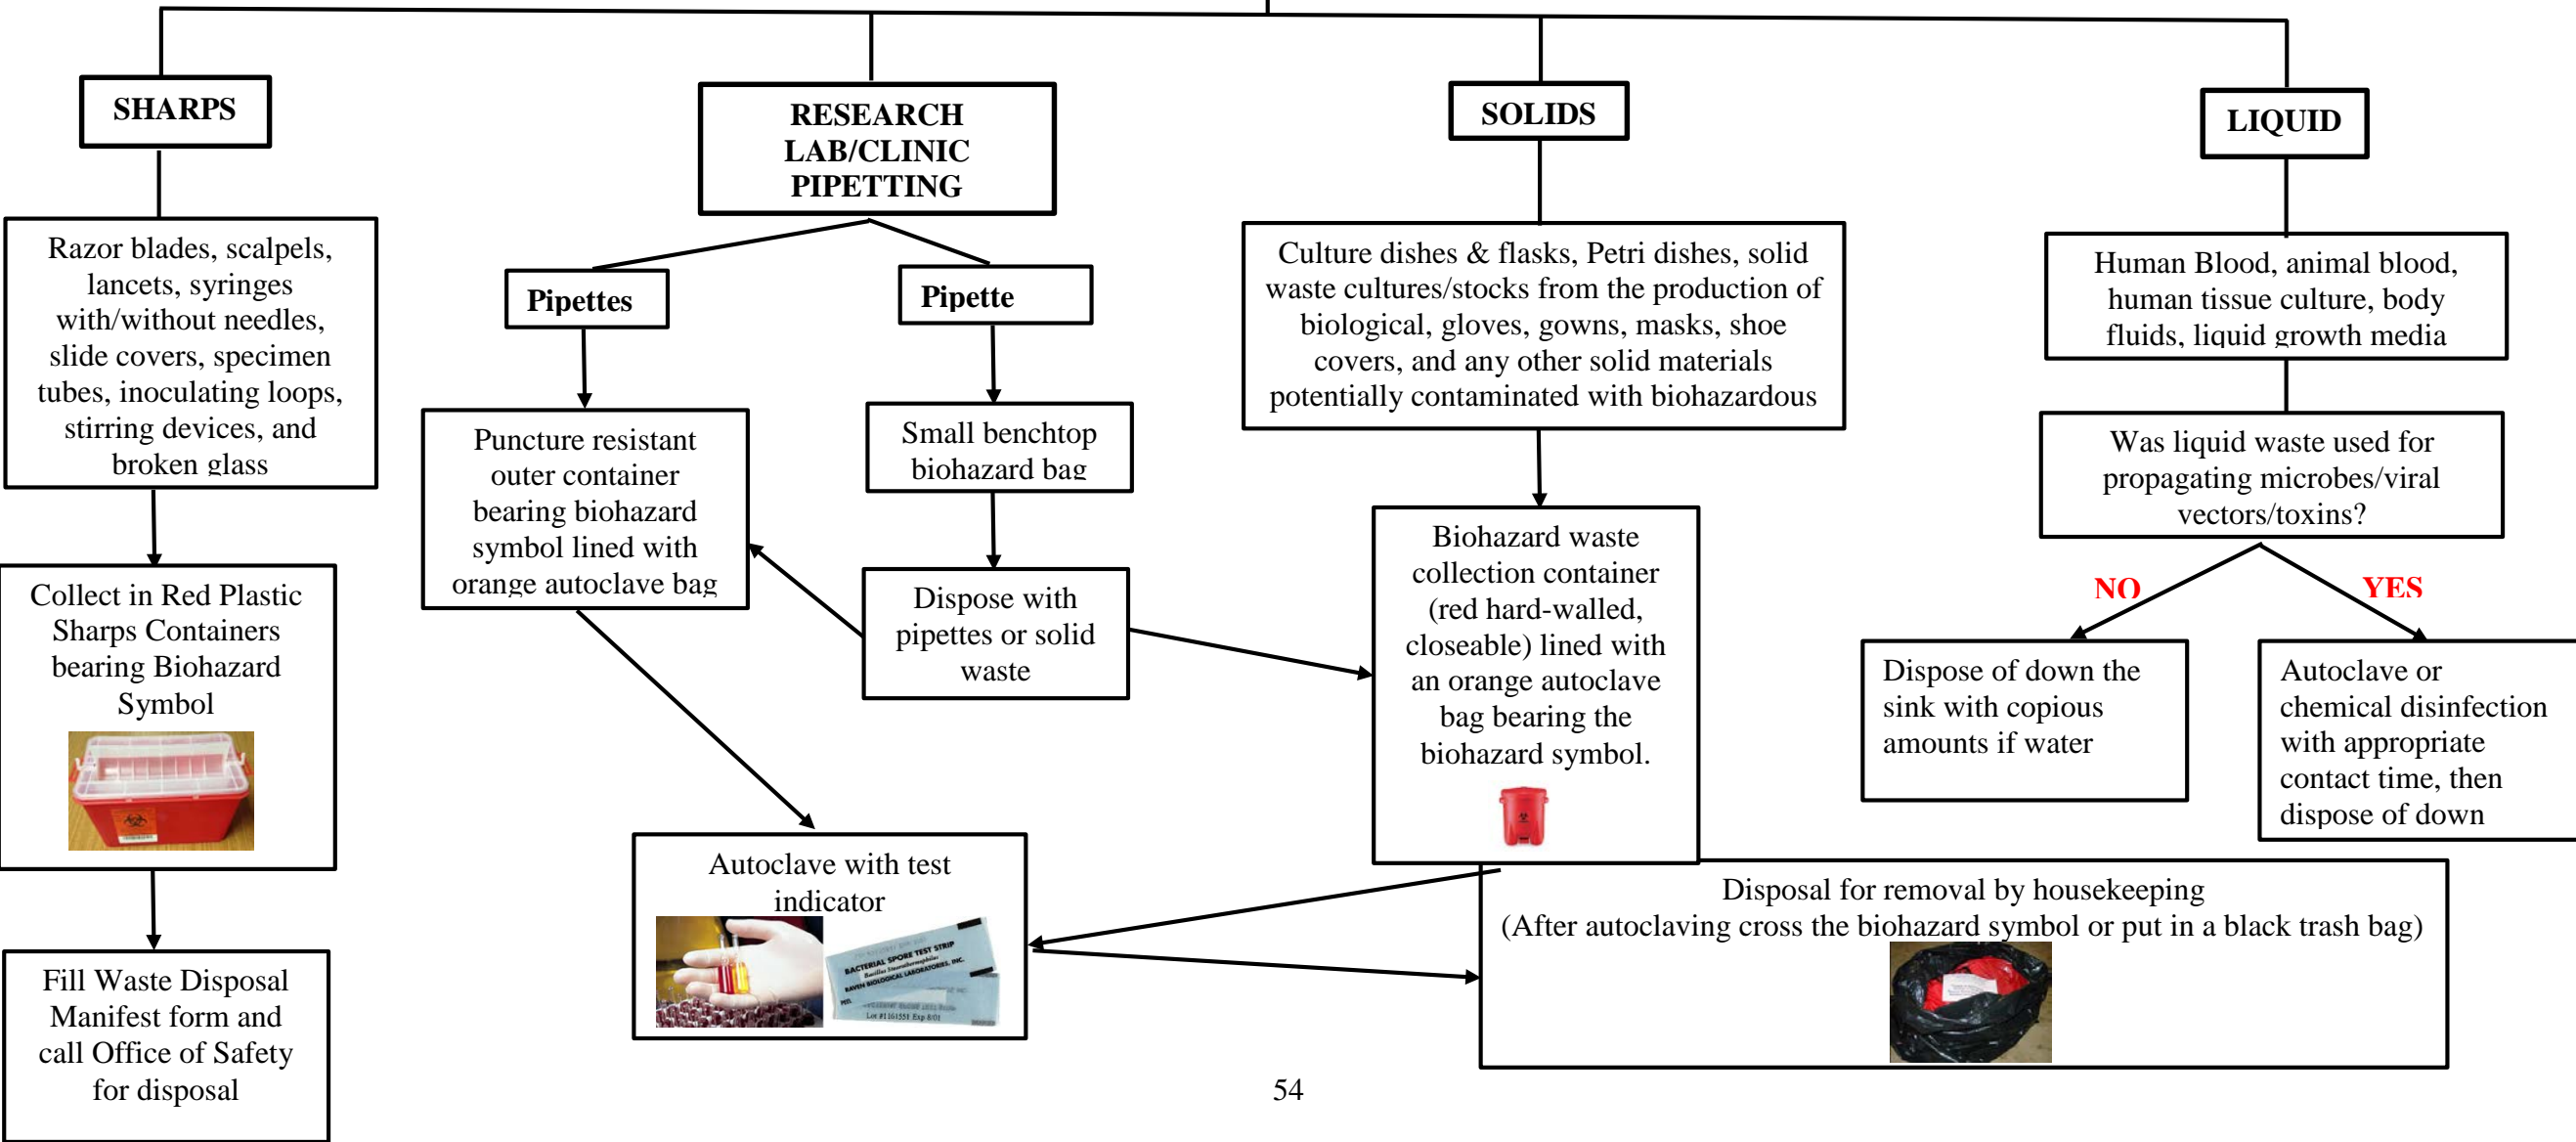 SHARPS
Razor blades, scalpels,
lancets, syringes
with/without needles,
slide covers, specimen
tubes, inoculating loops,
stirring devices, and
broken glass
Collect in Red Plastic
Sharps Containers
bearing Biohazard
Symbol
Fill Waste Disposal
Manifest form and
call Office of Safety
for disposal
RESEARCH
LAB/CLINIC
PIPETTING
Pipettes
Puncture resistant
outer container
bearing biohazard
symbol lined with
orange autoclave bag
Pipette
Small benchtop
biohazard bag
Dispose with
pipettes or solid
waste
Autoclave with test
indicator
BACTERIAL SPORE TEST STRIP
RAVEN BIOLOGICAL LABORATORIES, INC.
Lot #1161551 Exp 8/01
SOLIDS
Culture dishes & flasks, Petri dishes, solid
waste cultures/stocks from the production of
biological, gloves, gowns, masks, shoe
covers, and any other solid materials
potentially contaminated with biohazardous
Biohazard waste
collection container
(red hard-walled,
closeable) lined with
an orange autoclave
bag bearing the
biohazard symbol.
Disposal for removal by housekeeping
(After autoclaving cross the biohazard symbol or put in a black trash bag)
LIQUID
Human Blood, animal blood,
human tissue culture, body
fluids, liquid growth media
Was liquid waste used for
propagating microbes/viral
vectors/toxins?
NO
Dispose of down the
sink with copious
amounts if water
YES
Autoclave or
chemical disinfection
with appropriate
contact time, then
dispose of down
54